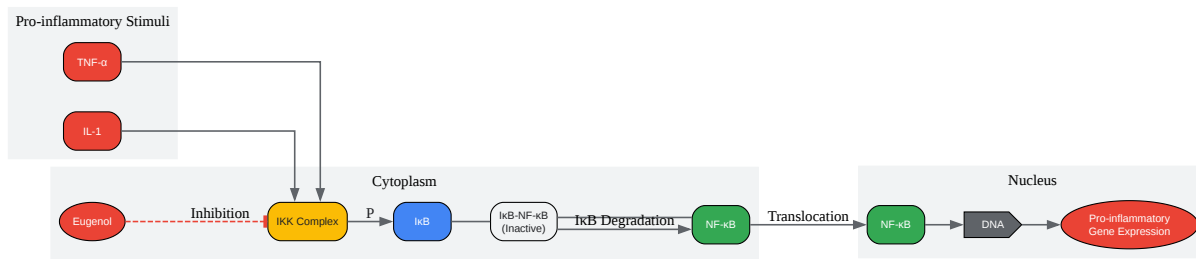 Pro-inflammatory Stimuli
TNF-α
IL-1
Cytoplasm
Nucleus
Eugenol
Inhibition
IKK Complex
P
IκB
IκB-NF-κB
(Inactive)
IκB Degradation
NF-κB
Translocation
NF-κB
DNA
Pro-inflammatory
Gene Expression